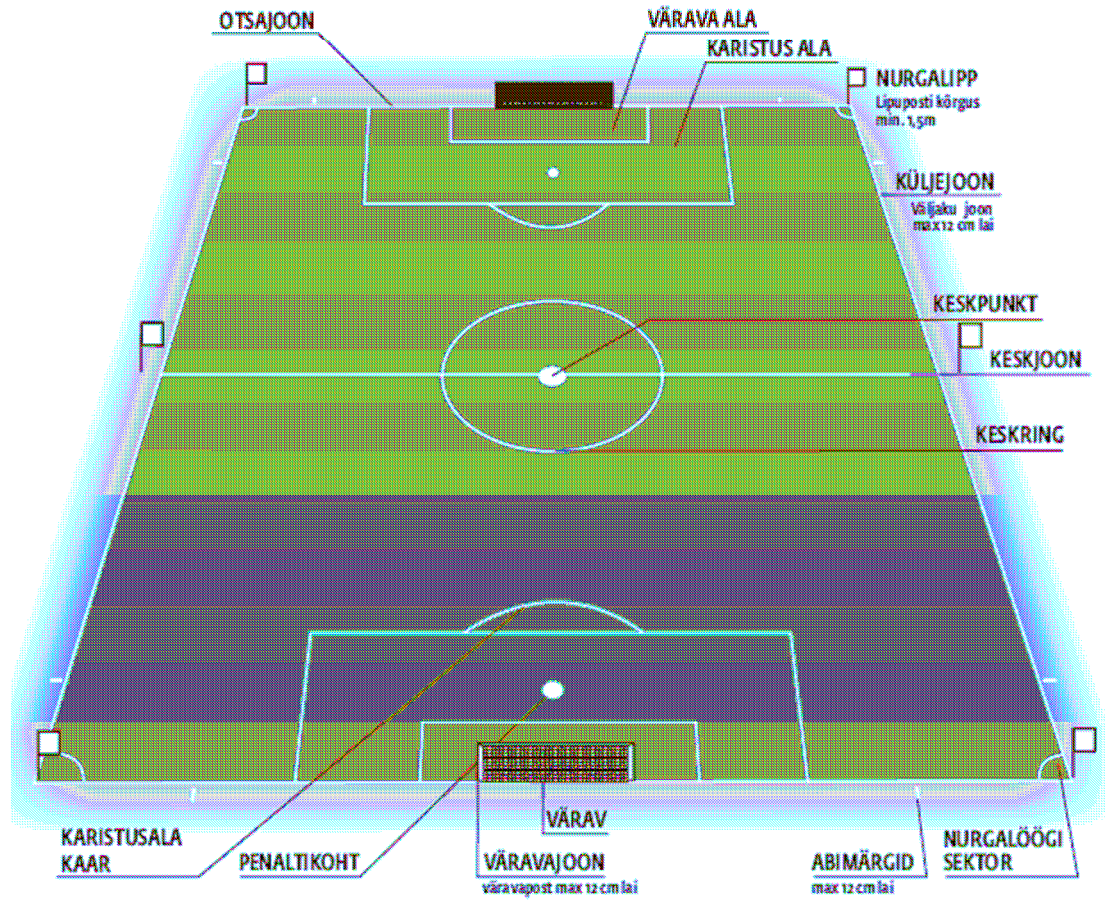 OTSAJOON
VÄRAVA ALA
KARISTUS ALA
NURGALIPP
Lipuposti kõrgus
min. 1,5m
KÜLJEJOON
Väljaku joon
max 12 cm lai
KESKPUNKT
KESKJOON
KESKRING
KARISTUSALA
KAAR
PENALTIKOHT
VÄRAV
VÄRAVAJOON
väravapost max 12 cm lai
ABIMÄRGID
max 12 cm lai
NURGALÖÖGI
SEKTOR